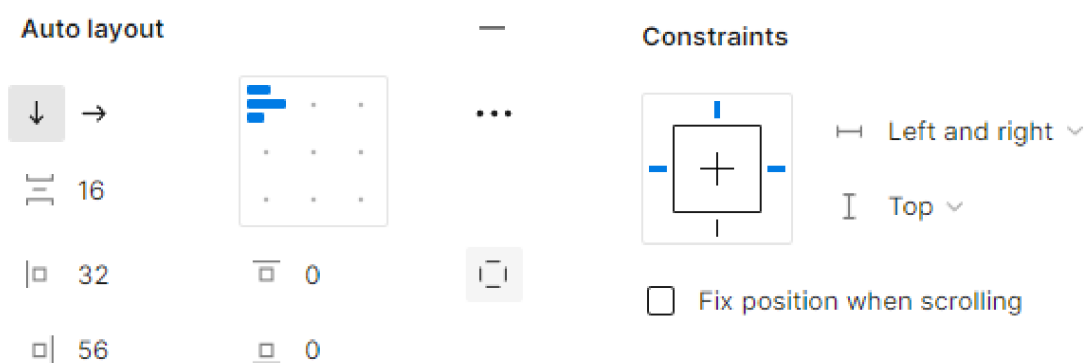 Auto layout
16
32 0
56 0
Constraints
Left and right
Top
Fix position when scrolling